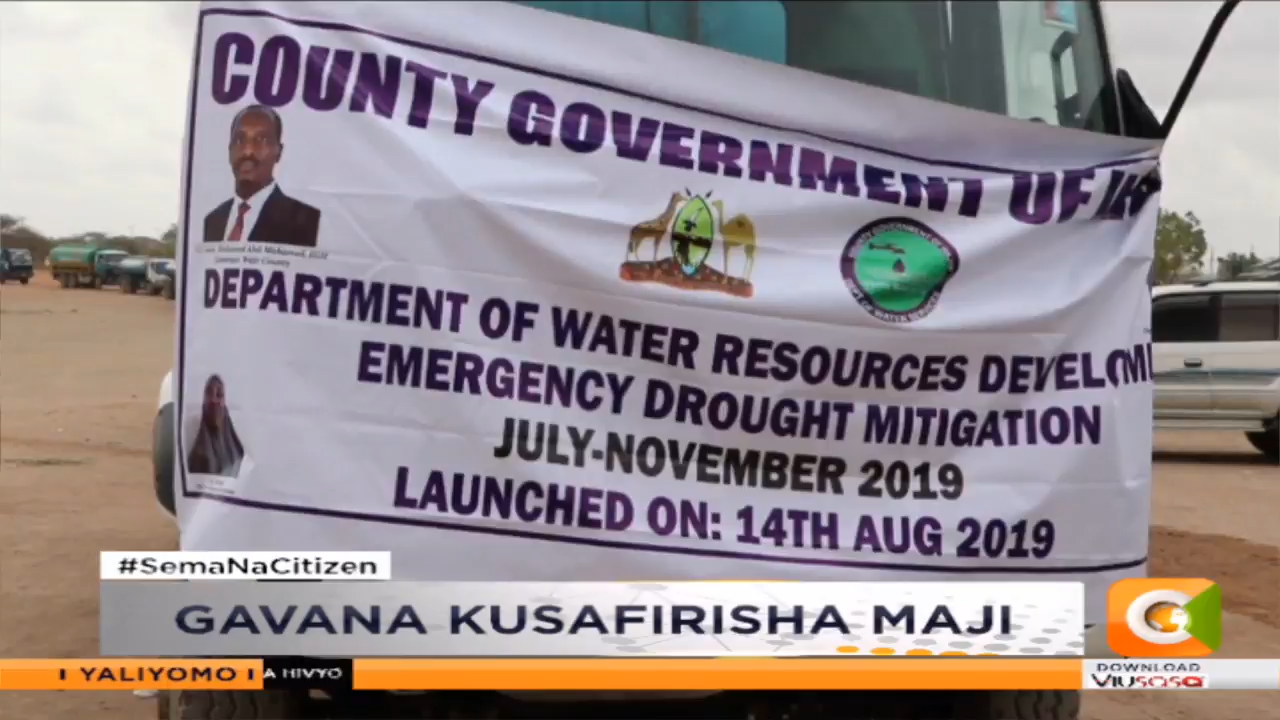 COUNTY GOVERNMENT OF
DEPARTMENT OF WATER RESOURCES
EMERGENCY DROUGHT MITIGATION
JULY-NOVEMBER 2019
LAUNCHED ON: 14TH AUG 2019
#SemaNaCitizen
GAVANA KUSAFIRISHA MAJI
YALIYOMO
A HIVYO
DOWNLOAD
VIUSASA